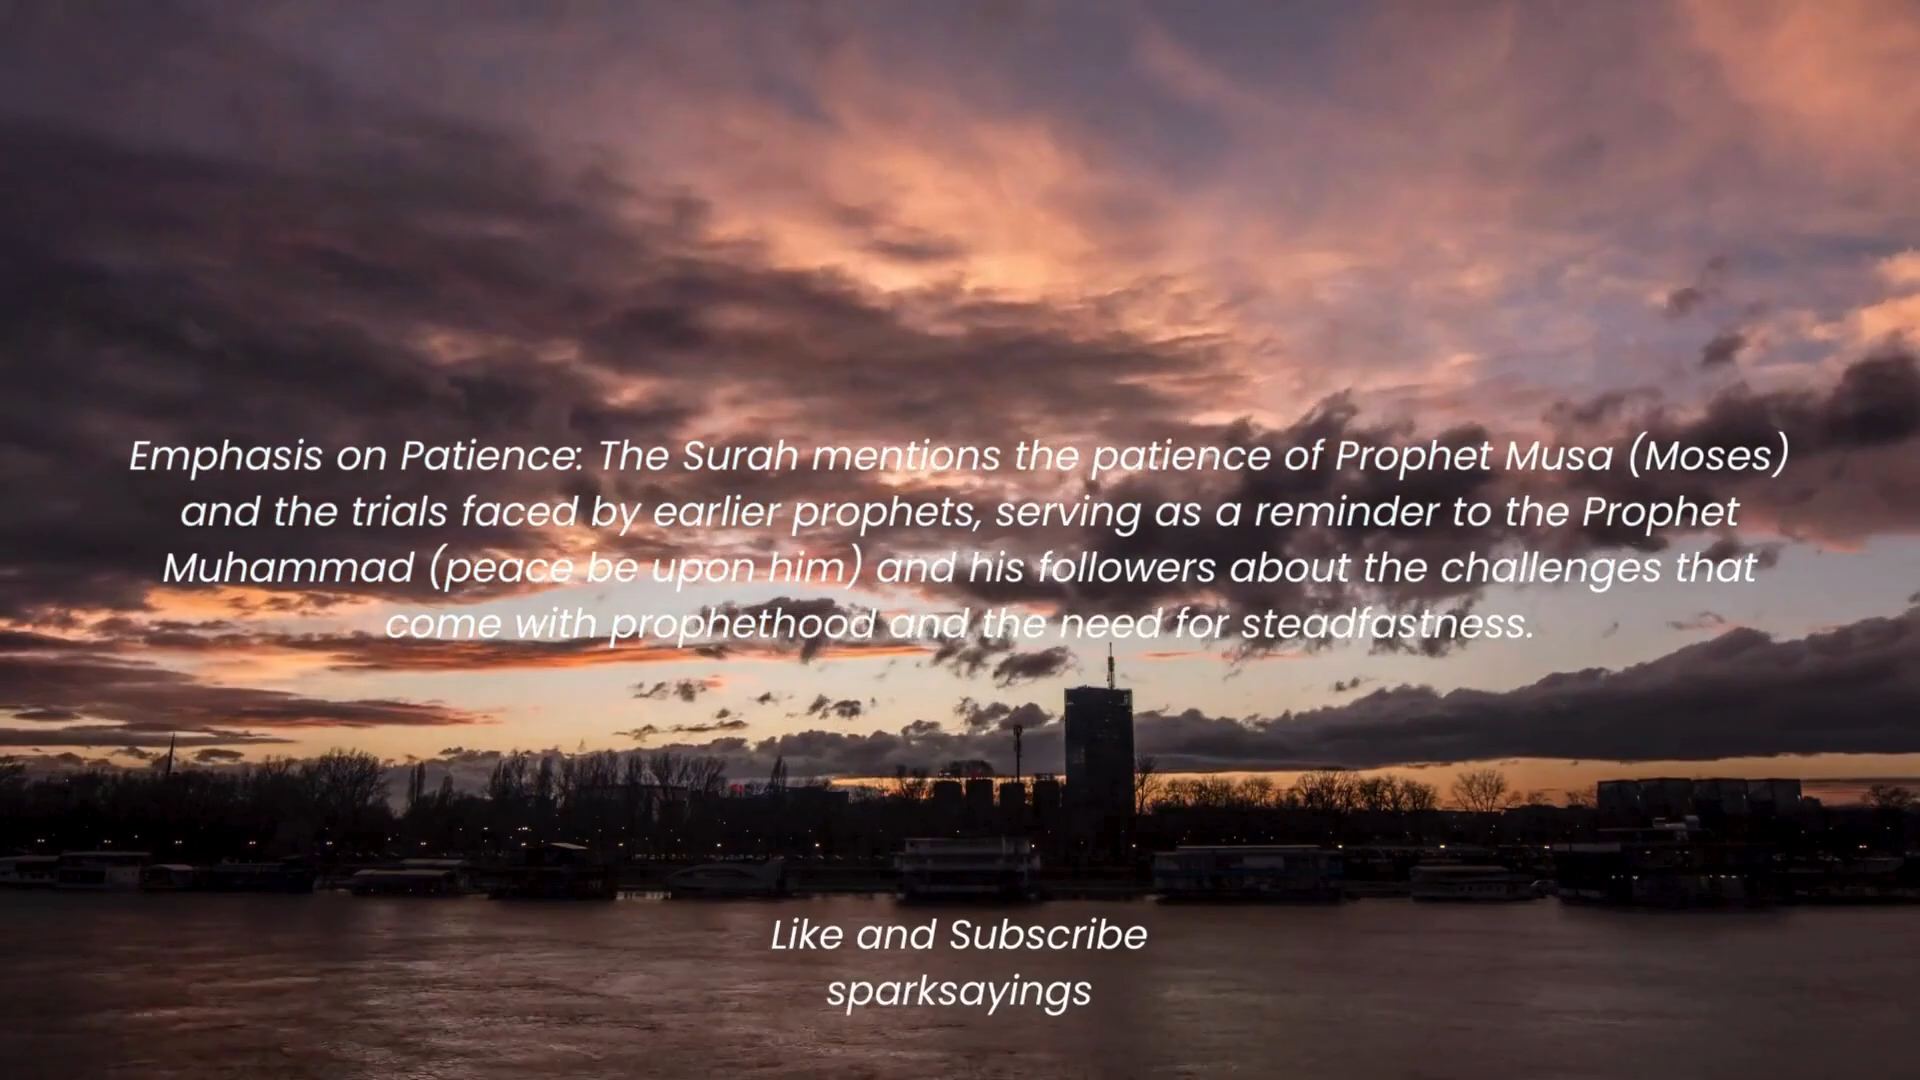 Emphasis on Patience: The Surah mentions the patience of Prophet Musa (Moses)
and the trials faced by earlier prophets, serving as a reminder to the Prophet
Muhammad (peace be upon him) and his followers about the challenges that
come with prophethood and the need for steadfastness.
Like and Subscribe
sparksayings